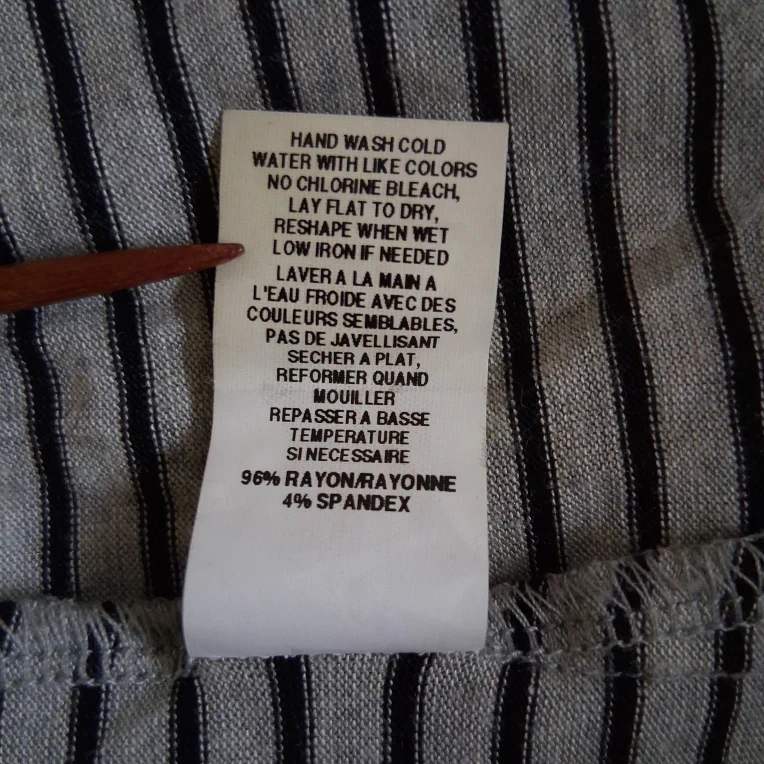 HAND WASH COLD
WATER WITH LIKE COLORS
NO CHLORINE BLEACH,
LAY FLAT TO DRY,
RESHAPE WHEN WET
LOW IRON IF NEEDED
LAVER A LA MAIN A
L'EAU FROIDE AVEC DES
COULEURS SEMBLABLES,
PAS DE JAVELLISANT
SECHER A PLAT,
REFORMER QUAND
MOUILLER
REPASSER A BASSE
TEMPERATURE
SI NECESSAIRE
96% RAYON/RAYONNE
4% SPANDEX